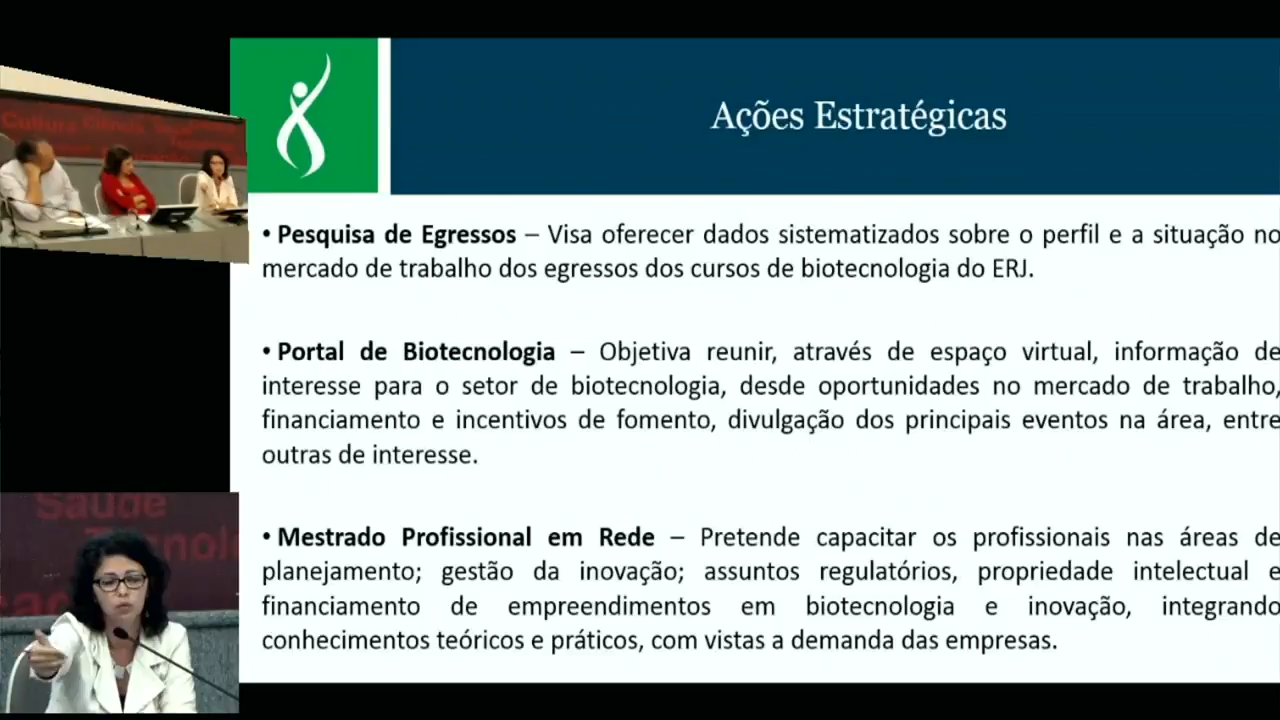 Ações Estratégicas
• Pesquisa de Egressos – Visa oferecer dados sistematizados sobre o perfil e a situação no
mercado de trabalho dos egressos dos cursos de biotecnologia do ERJ.
• Portal de Biotecnologia – Objetiva reunir, através de espaço virtual, informação de
interesse para o setor de biotecnologia, desde oportunidades no mercado de trabalho,
financiamento e incentivos de fomento, divulgação dos principais eventos na área, entre
outras de interesse.
• Mestrado Profissional em Rede – Pretende capacitar os profissionais nas áreas de
planejamento; gestão da inovação; assuntos regulatórios, propriedade intelectual e
financiamento de empreendimentos em biotecnologia e inovação, integrando
conhecimentos teóricos e práticos, com vistas a demanda das empresas.
Cultura Ciência
Saúde
Tecnol